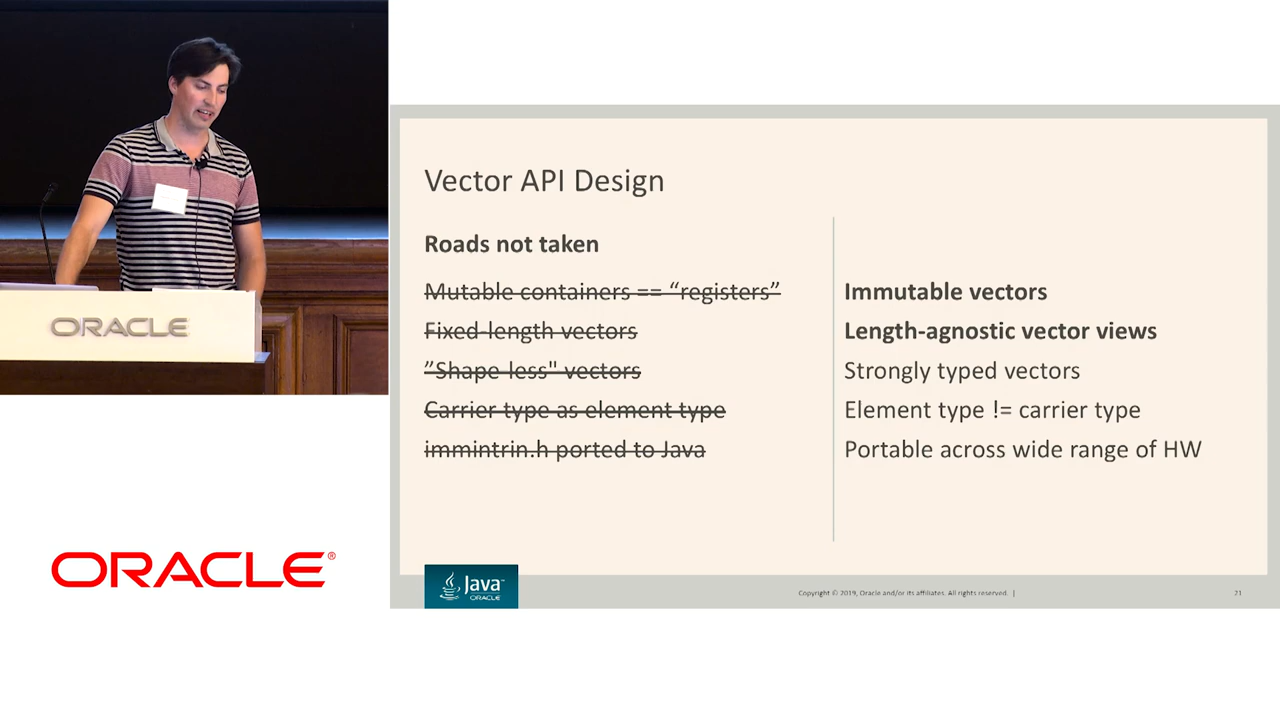 ORACLE
ORACLE®
Vector API Design
Roads not taken
Mutable containers == “registers”
Fixed-length vectors
”Shape-less" vectors
Carrier type as element type
immintrin.h ported to Java
Immutable vectors
Length-agnostic vector views
Strongly typed vectors
Element type != carrier type
Portable across wide range of HW
Java™
ORACLE
Copyright © 2019, Oracle and/or its affiliates. All rights reserved. |
21